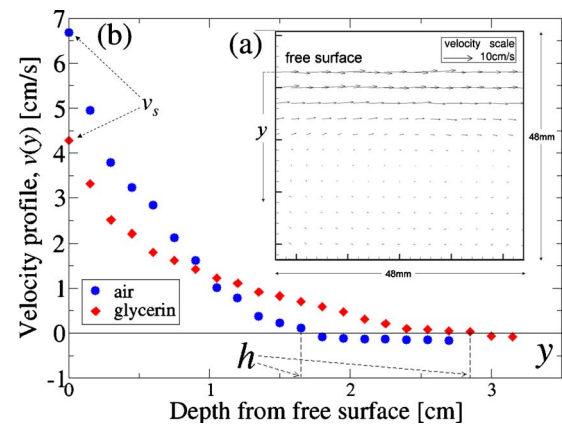 (b)
(a)
free surface
velocity scale
10cm/s
y
48mm
48mm
v_s
Velocity profile, v(y) [cm/s]
7
6
5
4
3
2
1
0
-1
air
glycerin
h
y
0
1
2
3
Depth from free surface [cm]